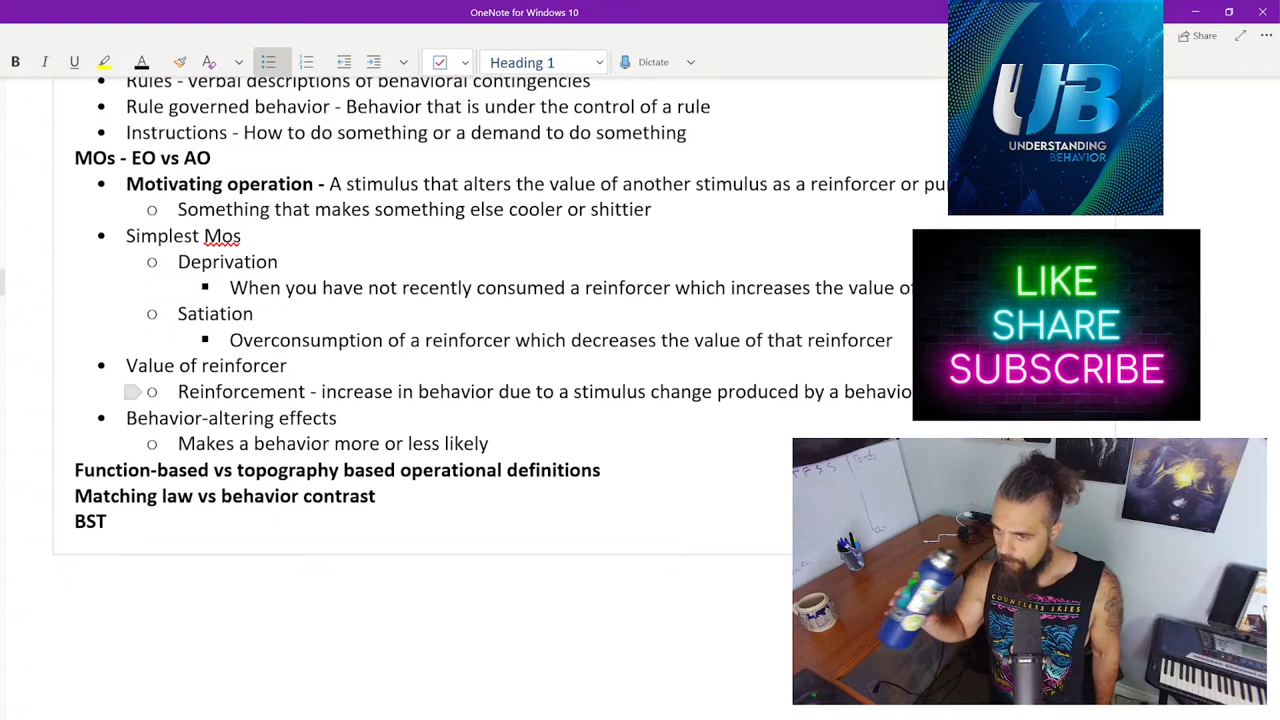 OneNote for Windows 10
Share
B I U A A Heading 1 Dictate
Rules - verbal descriptions of behavioral contingencies
Rule governed behavior - Behavior that is under the control of a rule
Instructions - How to do something or a demand to do something
MOs - EO vs AO
Motivating operation - A stimulus that alters the value of another stimulus as a reinforcer or pu
Something that makes something else cooler or shittier
Simplest Mos
Deprivation
When you have not recently consumed a reinforcer which increases the value of
Satiation
Overconsumption of a reinforcer which decreases the value of that reinforcer
Value of reinforcer
Reinforcement - increase in behavior due to a stimulus change produced by a behavio
Behavior-altering effects
Makes a behavior more or less likely
Function-based vs topography based operational definitions
Matching law vs behavior contrast
BST
UB
UNDERSTANDING
BEHAVIOR
LIKE
SHARE
SUBSCRIBE
COUNTLESS SKIES